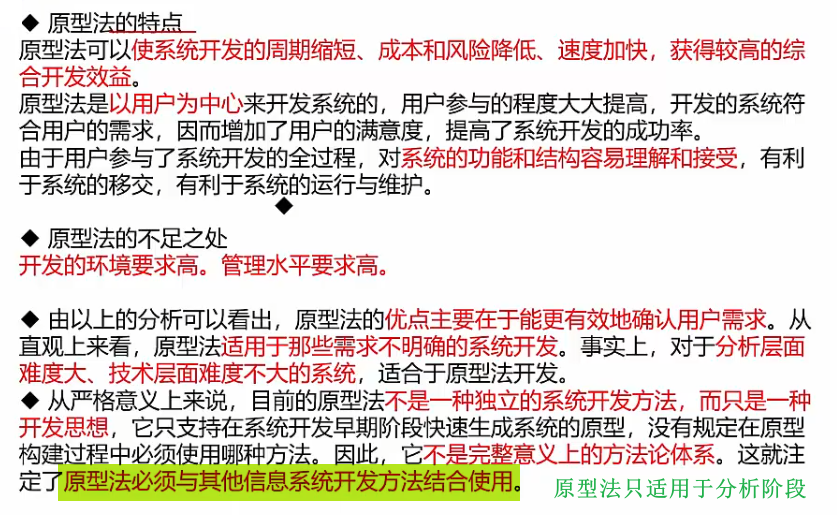 ◆ 原型法的特点
原型法可以使系统开发的周期缩短、成本和风险降低、速度加快，获得较高的综
合开发效益。
原型法是以用户为中心来开发系统的，用户参与的程度大大提高，开发的系统符
合用户的需求，因而增加了用户的满意度，提高了系统开发的成功率。
由于用户参与了系统开发的全过程，对系统的功能和结构容易理解和接受，有利
于系统的移交，有利于系统的运行与维护。
◆
◆ 原型法的不足之处
开发的环境要求高。管理水平要求高。
◆ 由以上的分析可以看出，原型法的优点主要在于能更有效地确认用户需求。从
直观上来看，原型法适用于那些需求不明确的系统开发。事实上，对于分析层面
难度大、技术层面难度不大的系统，适合于原型法开发。
◆ 从严格意义上来说，目前的原型法不是一种独立的系统开发方法，而只是一种
开发思想，它只支持在系统开发早期阶段快速生成系统的原型，没有规定在原型
构建过程中必须使用哪种方法。因此，它不是完整意义上的方法论体系。这就注
定了原型法必须与其他信息系统开发方法结合使用。
原型法只适用于分析阶段